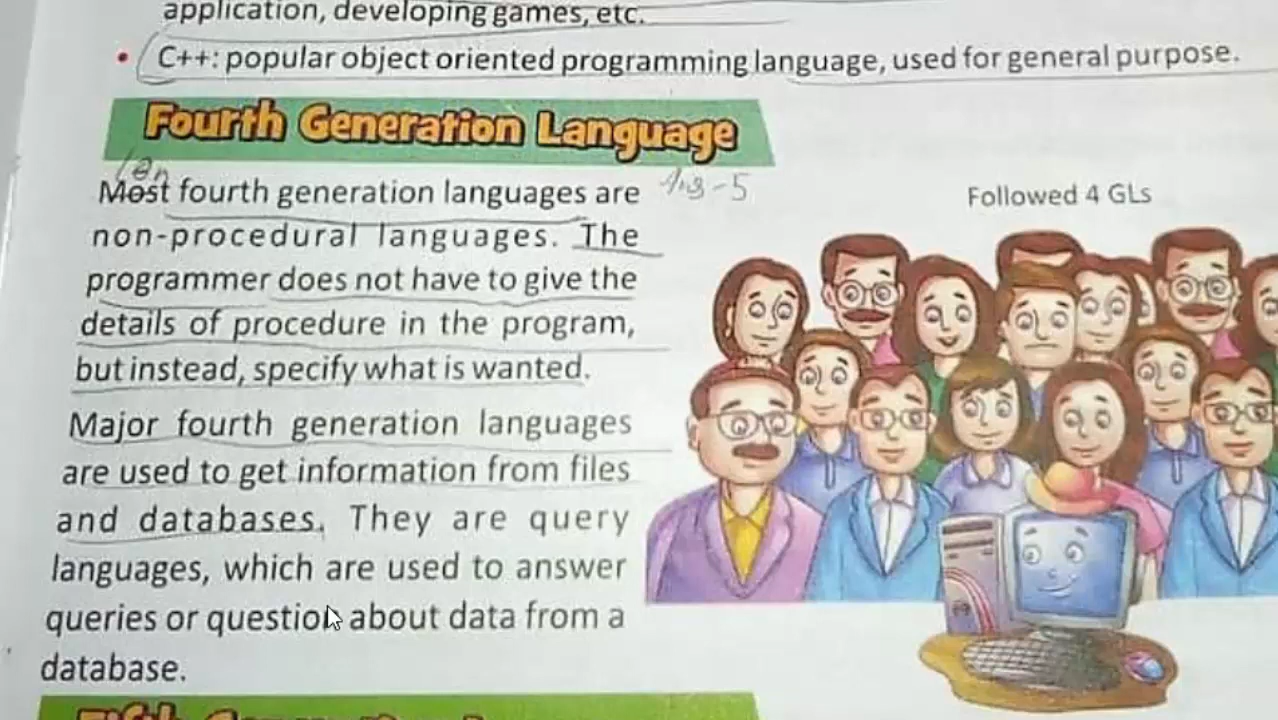 application, developing games, etc.
• C++: popular object oriented programming language, used for general purpose.
Fourth Generation Language
Most fourth generation languages are
Ans-5
Followed 4 GLs
non-procedural languages. The
programmer does not have to give the
details of procedure in the program,
but instead, specify what is wanted.
Major fourth generation languages
are used to get information from files
and databases. They are query
languages, which are used to answer
queries or question about data from a
database.